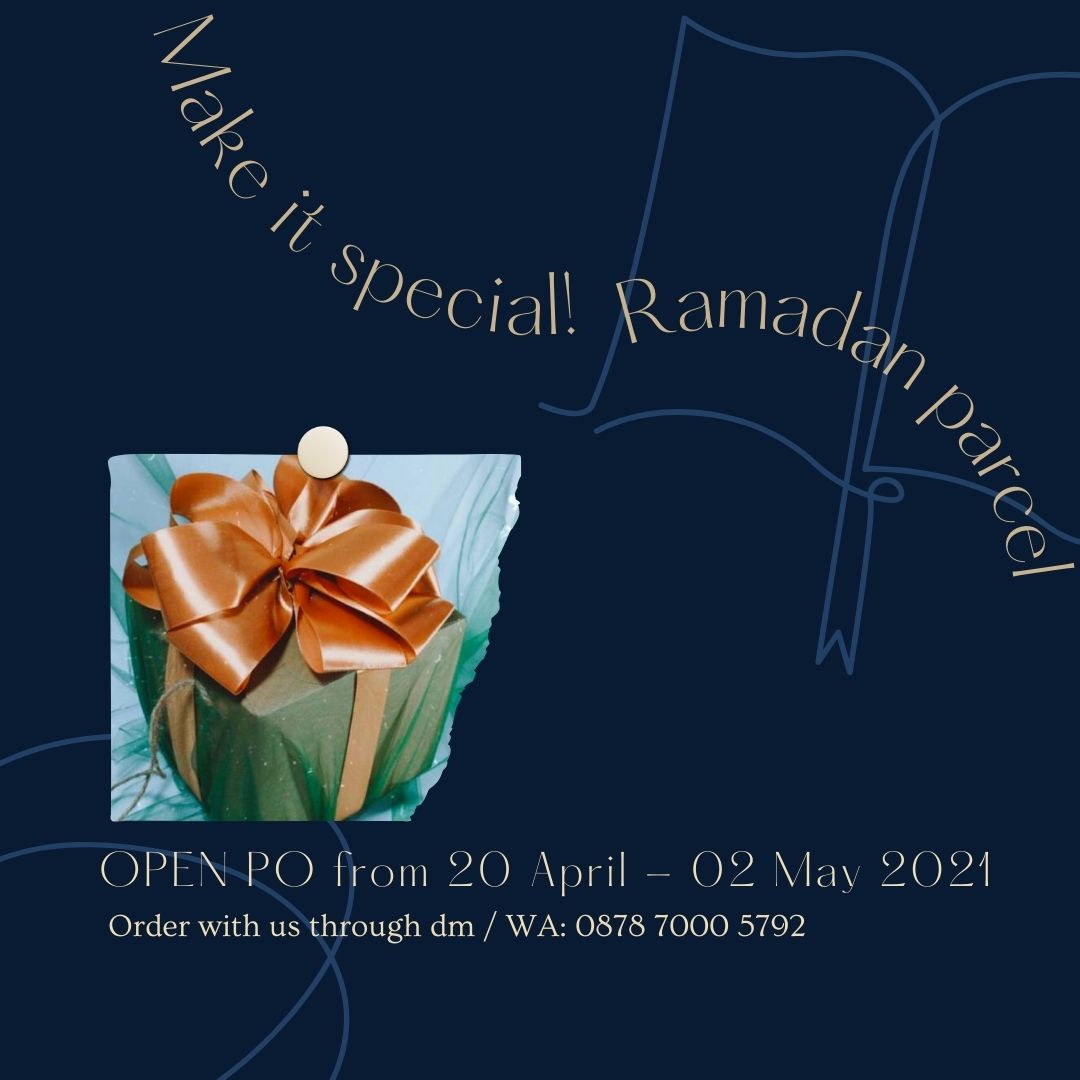 Make it special! Ramadan parcel
OPEN PO from 20 April – 02 May 2021
Order with us through dm / WA: 0878 7000 5792